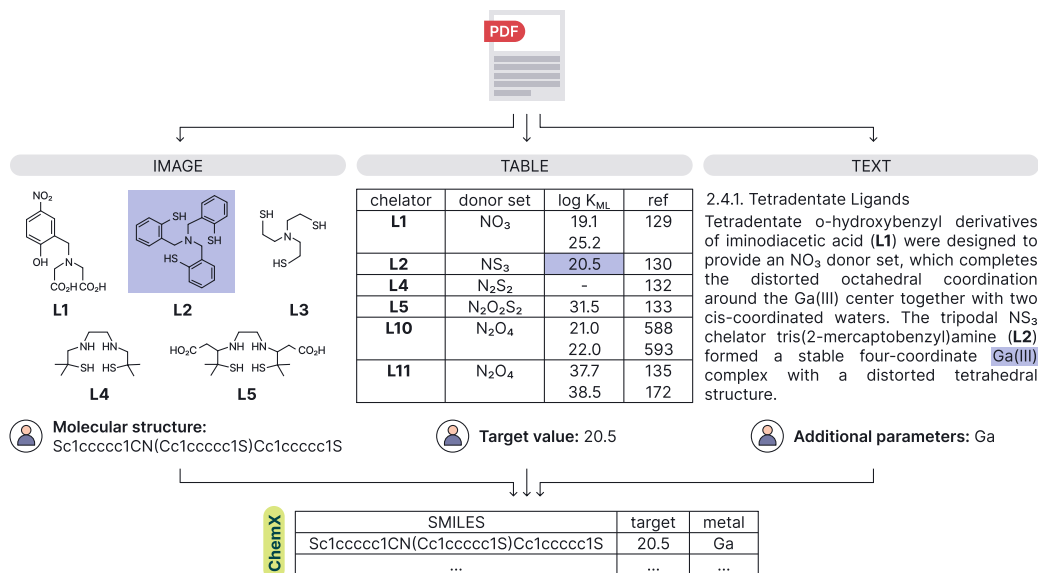 PDF
IMAGE
TABLE
TEXT
NO₂
OH
N
CO₂H
CO₂H
L1
SH
SH
N
HS
L2
SH
SH
N
HS
L3
NH HN
SH HS
L4
HO₂C
NH HN
CO₂H
SH HS
L5
chelator donor set log K_ML ref
L1 NO₃ 19.1 129
25.2
L2 NS₃ 20.5 130
L4 N₂S₂ - 132
L5 N₂O₂S₂ 31.5 133
L10 N₂O₄ 21.0 588
22.0 593
L11 N₂O₄ 37.7 135
38.5 172
2.4.1. Tetradentate Ligands
Tetradentate o-hydroxybenzyl derivatives
of iminodiacetic acid (L1) were designed to
provide an NO₃ donor set, which completes
the distorted octahedral coordination
around the Ga(III) center together with two
cis-coordinated waters. The tripodal NS₃
chelator tris(2-mercaptobenzyl)amine (L2)
formed a stable four-coordinate Ga(III)
complex with a distorted tetrahedral
structure.
Molecular structure:
Sc1ccccc1CN(Cc1ccccc1S)Cc1ccccc1S
Target value: 20.5
Additional parameters: Ga
ChemX
SMILES target metal
Sc1ccccc1CN(Cc1ccccc1S)Cc1ccccc1S 20.5 Ga
... ... ...